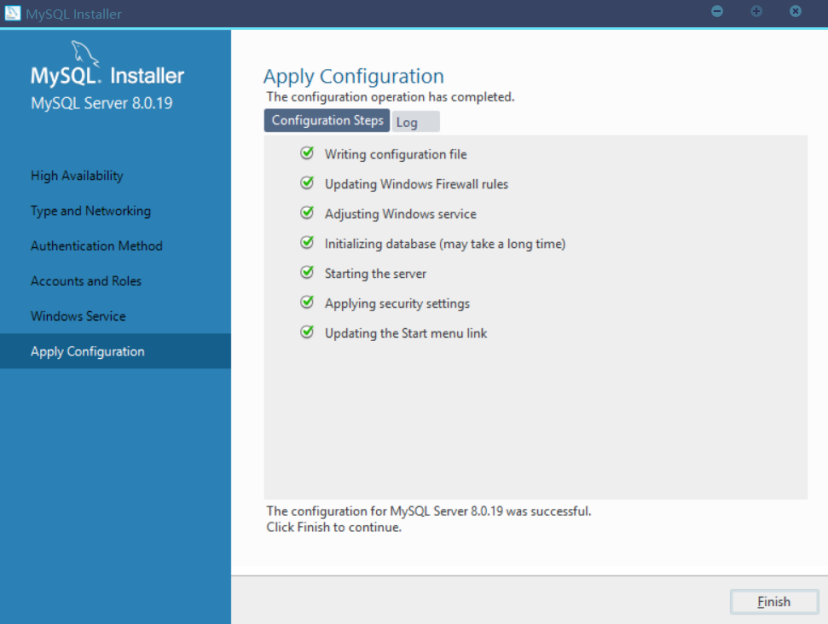 MySQL Installer
MySQL. Installer
MySQL Server 8.0.19
High Availability
Type and Networking
Authentication Method
Accounts and Roles
Windows Service
Apply Configuration
Apply Configuration
The configuration operation has completed.
Configuration Steps Log
Writing configuration file
Updating Windows Firewall rules
Adjusting Windows service
Initializing database (may take a long time)
Starting the server
Applying security settings
Updating the Start menu link
The configuration for MySQL Server 8.0.19 was successful.
Click Finish to continue.
Finish